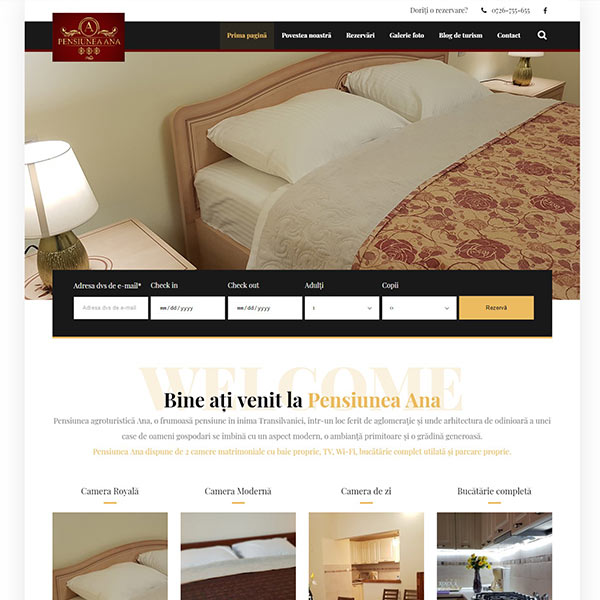 Doriți o rezervare? 0726-735-655
A
PENSIUNEA ANA
Prima pagină Povestea noastră Rezervări Galerie foto Blog de turism Contact
Adresa dvs de e-mail* Check in Check out Adulți Copii
Adresa dvs de e-mail mm/dd/yyyy mm/dd/yyyy 1 0 Rezervă
WELCOME
Bine ați venit la Pensiunea Ana
Pensiunea agroturistică Ana, o frumoasă pensiune în inima Transilvaniei, într-un loc ferit de aglomerație și unde arhitectura de odinioară a unei
case de oameni gospodari se îmbină cu un aspect modern, o ambianță primitoare și o grădină generoasă.
Pensiunea Ana dispune de 2 camere matrimoniale cu baie proprie, TV, Wi-Fi, bucătărie complet utilată și parcare proprie.
Camera Royală Camera Modernă Camera de zi Bucătărie completă